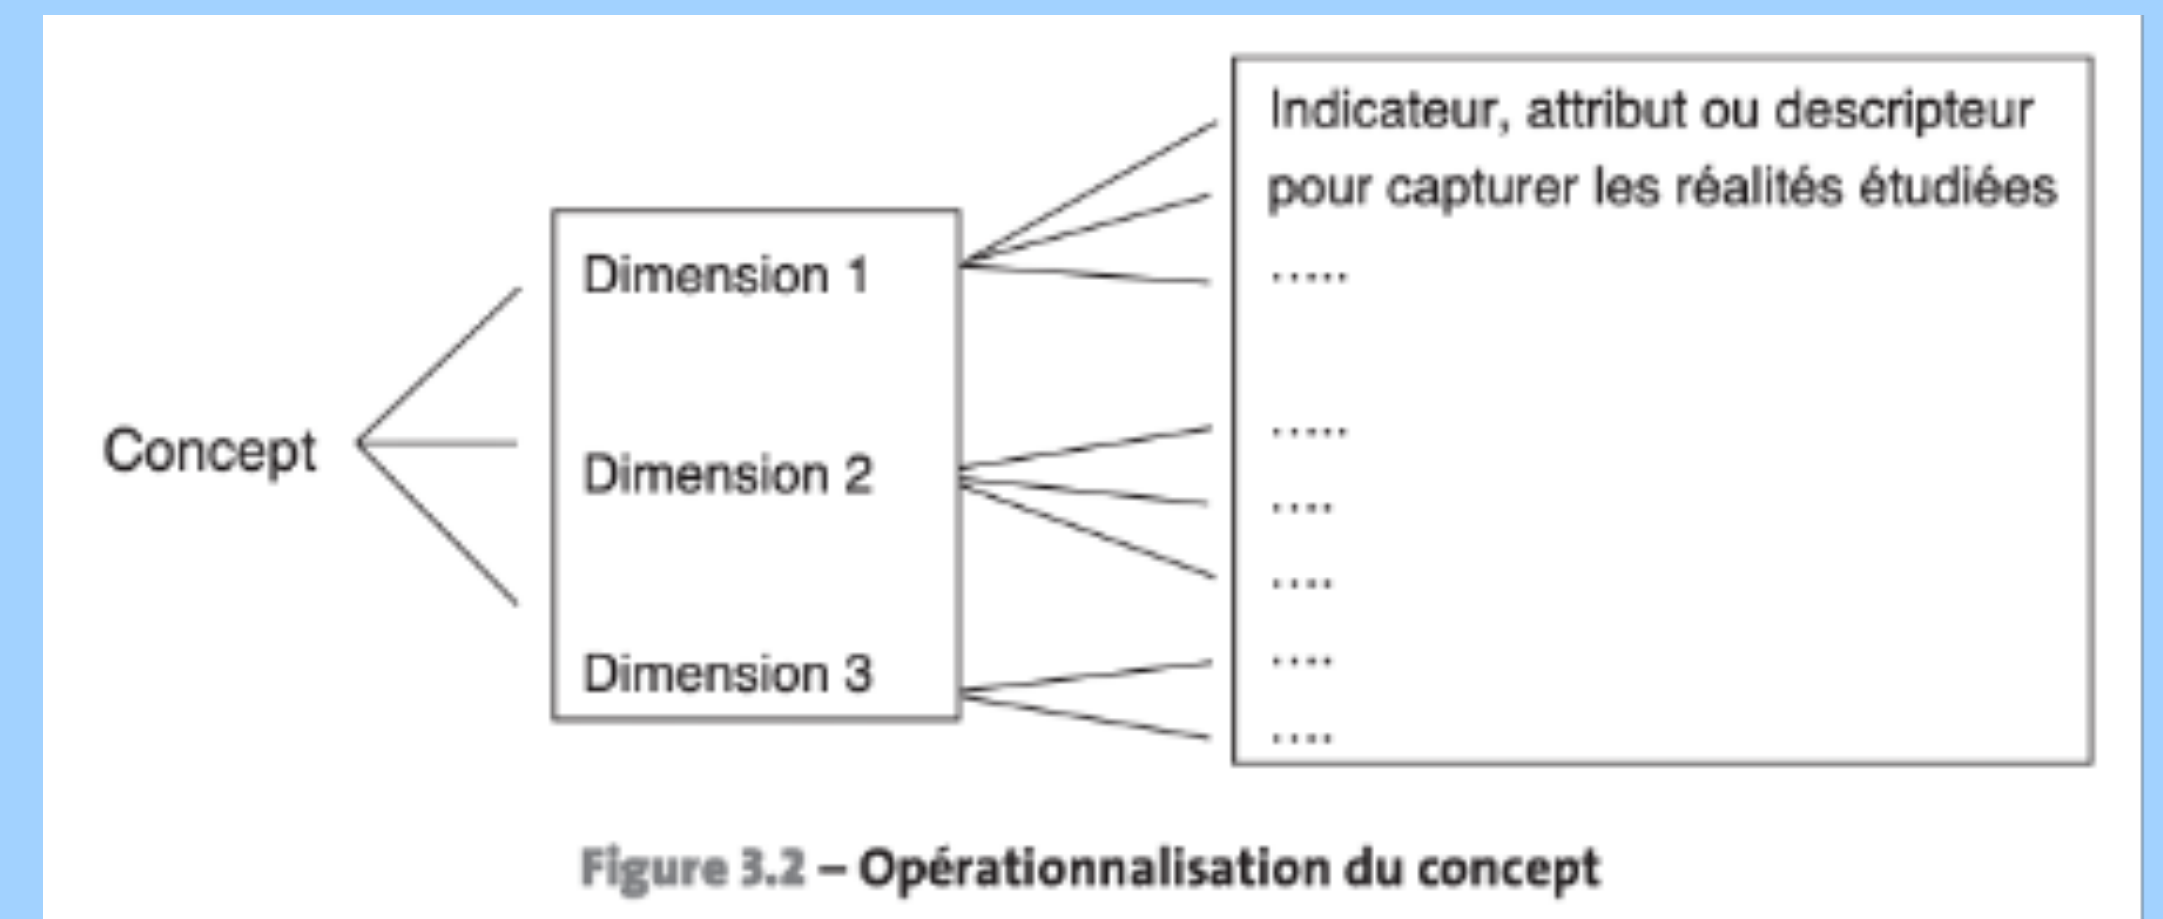 Indicateur, attribut ou descripteur
pour capturer les réalités étudiées
Dimension 1
.....
Concept
.....
Dimension 2
....
....
Dimension 3
....
....
Figure 3.2 – Opérationnalisation du concept